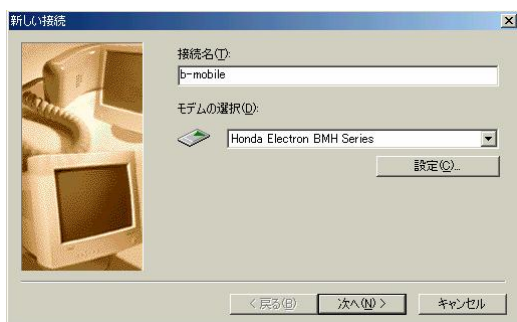 新しい接続
接続名(T):
b-mobile
モデムの選択(D):
Honda Electron BMH Series
設定(C)...
< 戻る(B)
次へ(N) >
キャンセル